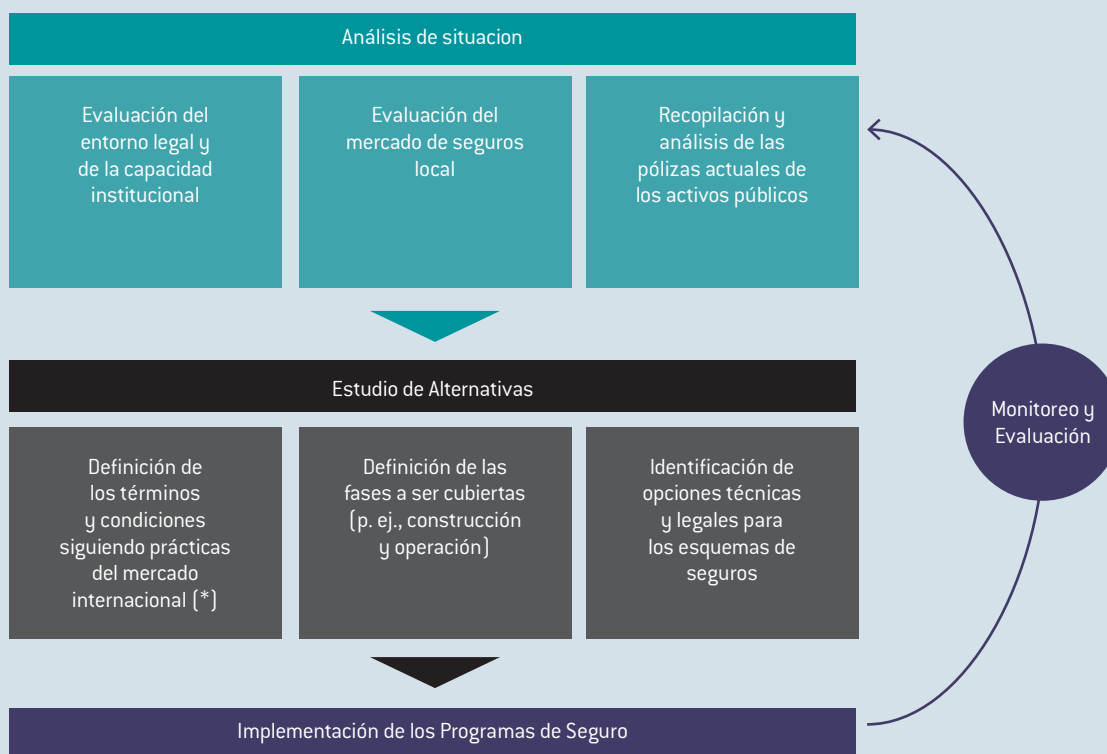 Análisis de situacion
Evaluación del
entorno legal y
de la capacidad
institucional
Evaluación del
mercado de seguros
local
Recopilación y
análisis de las
pólizas actuales de
los activos públicos
Estudio de Alternativas
Definición de
los términos
y condiciones
siguiendo prácticas
del mercado
internacional (*)
Definición de las
fases a ser cubiertas
(p. ej., construcción
y operación)
Identificación de
opciones técnicas
y legales para
los esquemas de
seguros
Monitoreo y
Evaluación
Implementación de los Programas de Seguro